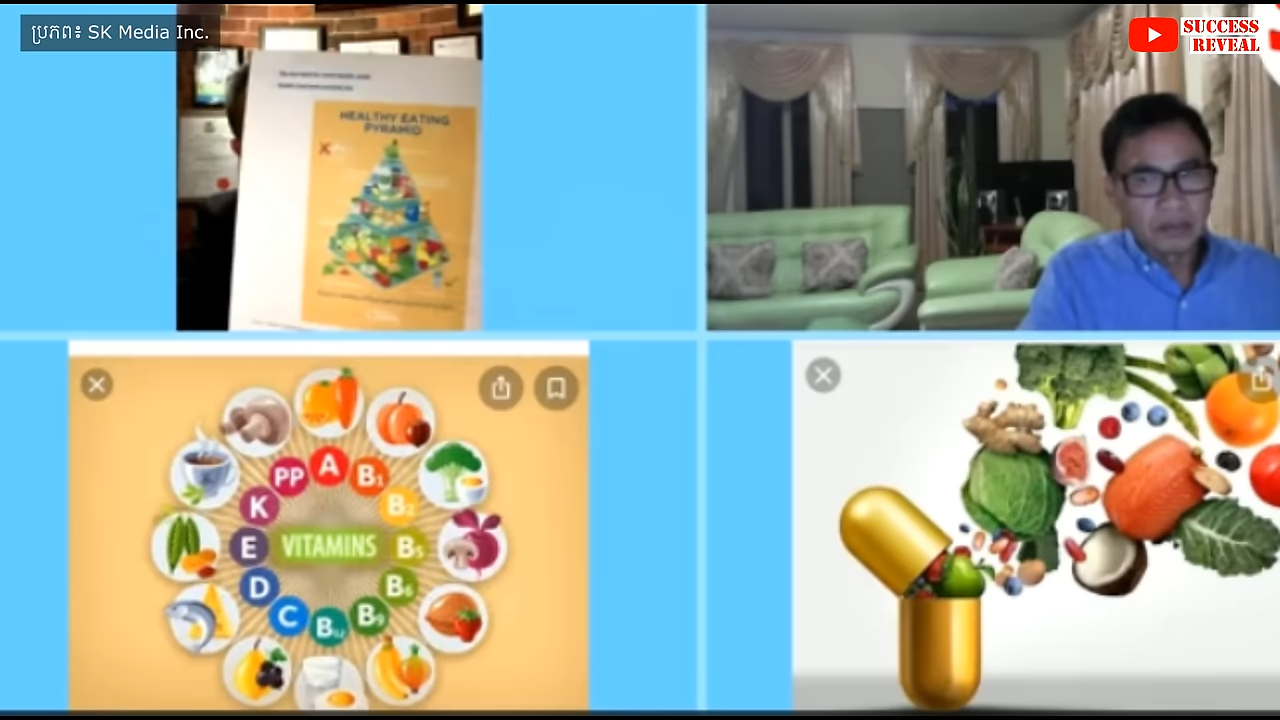 ប្រភពះ SK Media Inc.
SUCCESS
REVEAL
HEALTHY EATING
PYRAMID
PP
A
B1
K
B2
E
VITAMINS
B5
D
B6
C
B12
B9